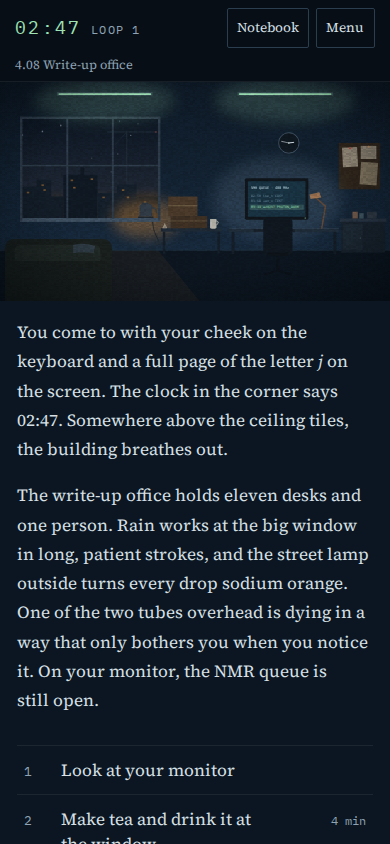 02:47 LOOP 1
Notebook
Menu
4.08 Write-up office
You come to with your cheek on the
keyboard and a full page of the letter j on
the screen. The clock in the corner says
02:47. Somewhere above the ceiling tiles,
the building breathes out.
The write-up office holds eleven desks and
one person. Rain works at the big window
in long, patient strokes, and the street lamp
outside turns every drop sodium orange.
One of the two tubes overhead is dying in a
way that only bothers you when you notice
it. On your monitor, the NMR queue is
still open.
1 Look at your monitor
2 Make tea and drink it at 4 min
the window